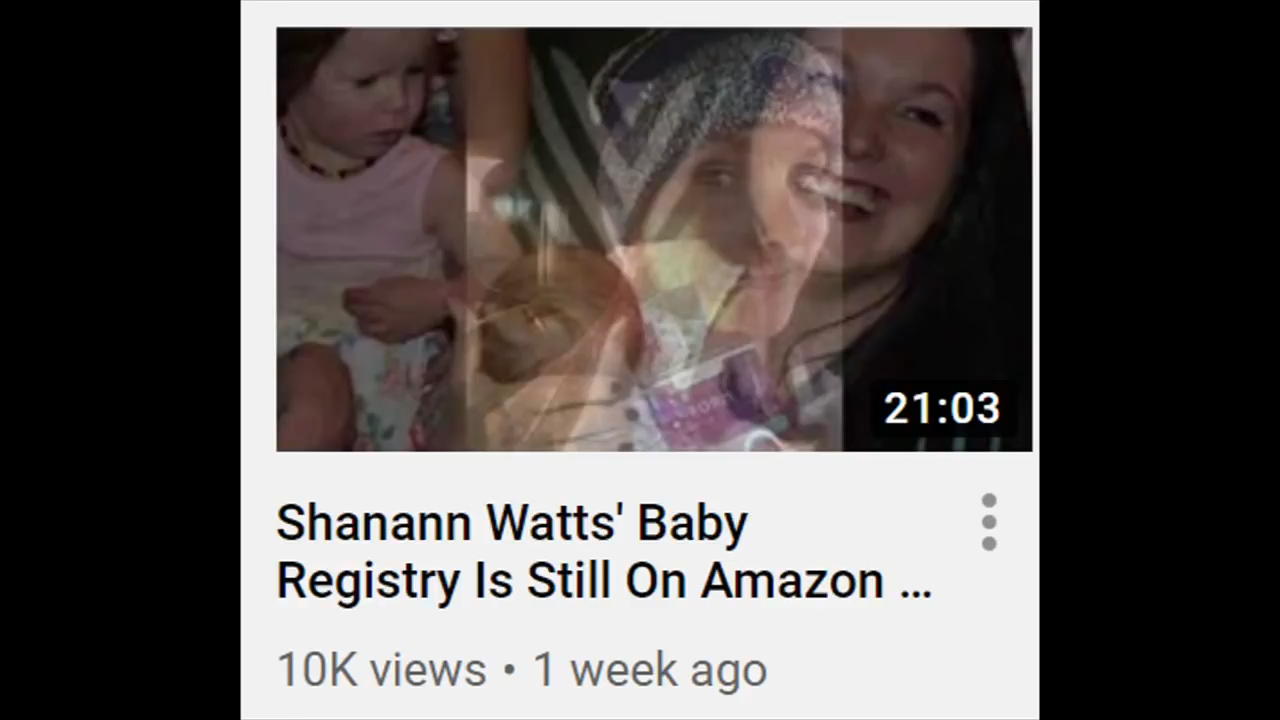 21:03
Shanann Watts' Baby
Registry Is Still On Amazon ...
10K views • 1 week ago